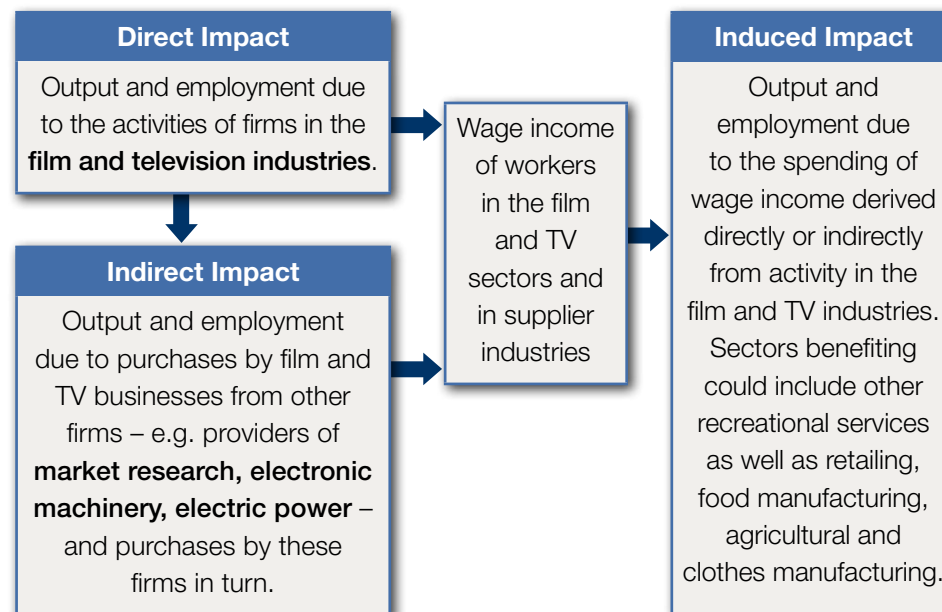 Direct Impact
Output and employment due
to the activities of firms in the
film and television industries.
Indirect Impact
Output and employment
due to purchases by film and
TV businesses from other
firms – e.g. providers of
market research, electronic
machinery, electric power –
and purchases by these
firms in turn.
Wage income
of workers
in the film
and TV
sectors and
in supplier
industries
Induced Impact
Output and
employment due
to the spending of
wage income derived
directly or indirectly
from activity in the
film and TV industries.
Sectors benefiting
could include other
recreational services
as well as retailing,
food manufacturing,
agricultural and
clothes manufacturing.